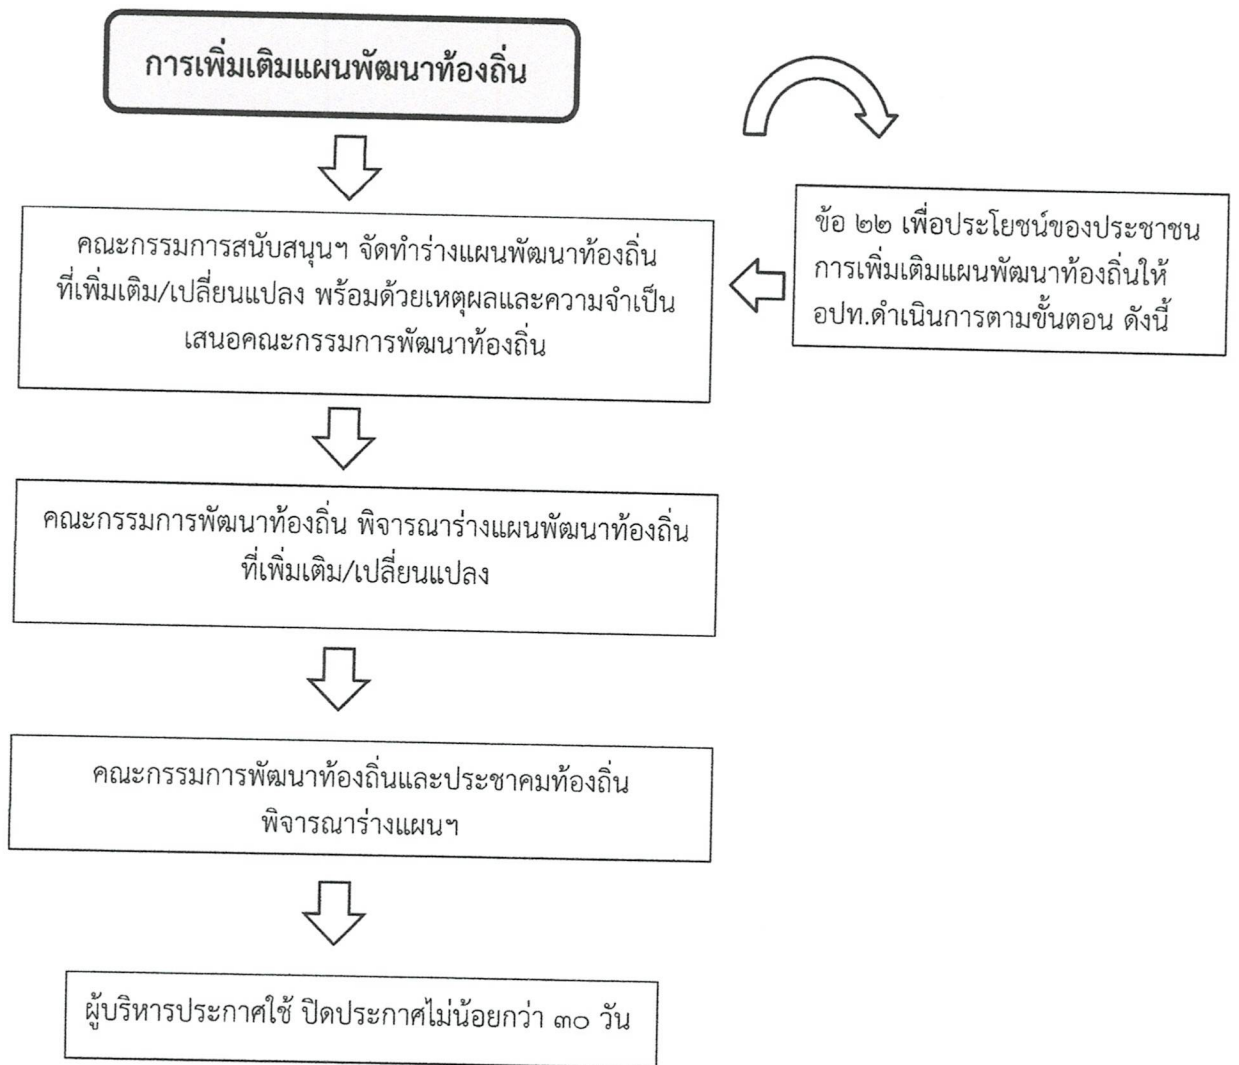 การเพิ่มเติมแผนพัฒนาท้องถิ่น
ข้อ ๒๒ เพื่อประโยชน์ของประชาชน
การเพิ่มเติมแผนพัฒนาท้องถิ่นให้
อปท.ดำเนินการตามขั้นตอน ดังนี้
คณะกรรมการสนับสนุนฯ จัดทำร่างแผนพัฒนาท้องถิ่น
ที่เพิ่มเติม/เปลี่ยนแปลง พร้อมด้วยเหตุผลและความจำเป็น
เสนอคณะกรรมการพัฒนาท้องถิ่น
คณะกรรมการพัฒนาท้องถิ่น พิจารณาร่างแผนพัฒนาท้องถิ่น
ที่เพิ่มเติม/เปลี่ยนแปลง
คณะกรรมการพัฒนาท้องถิ่นและประชาคมท้องถิ่น
พิจารณาร่างแผนฯ
ผู้บริหารประกาศใช้ ปิดประกาศไม่น้อยกว่า ๓๐ วัน